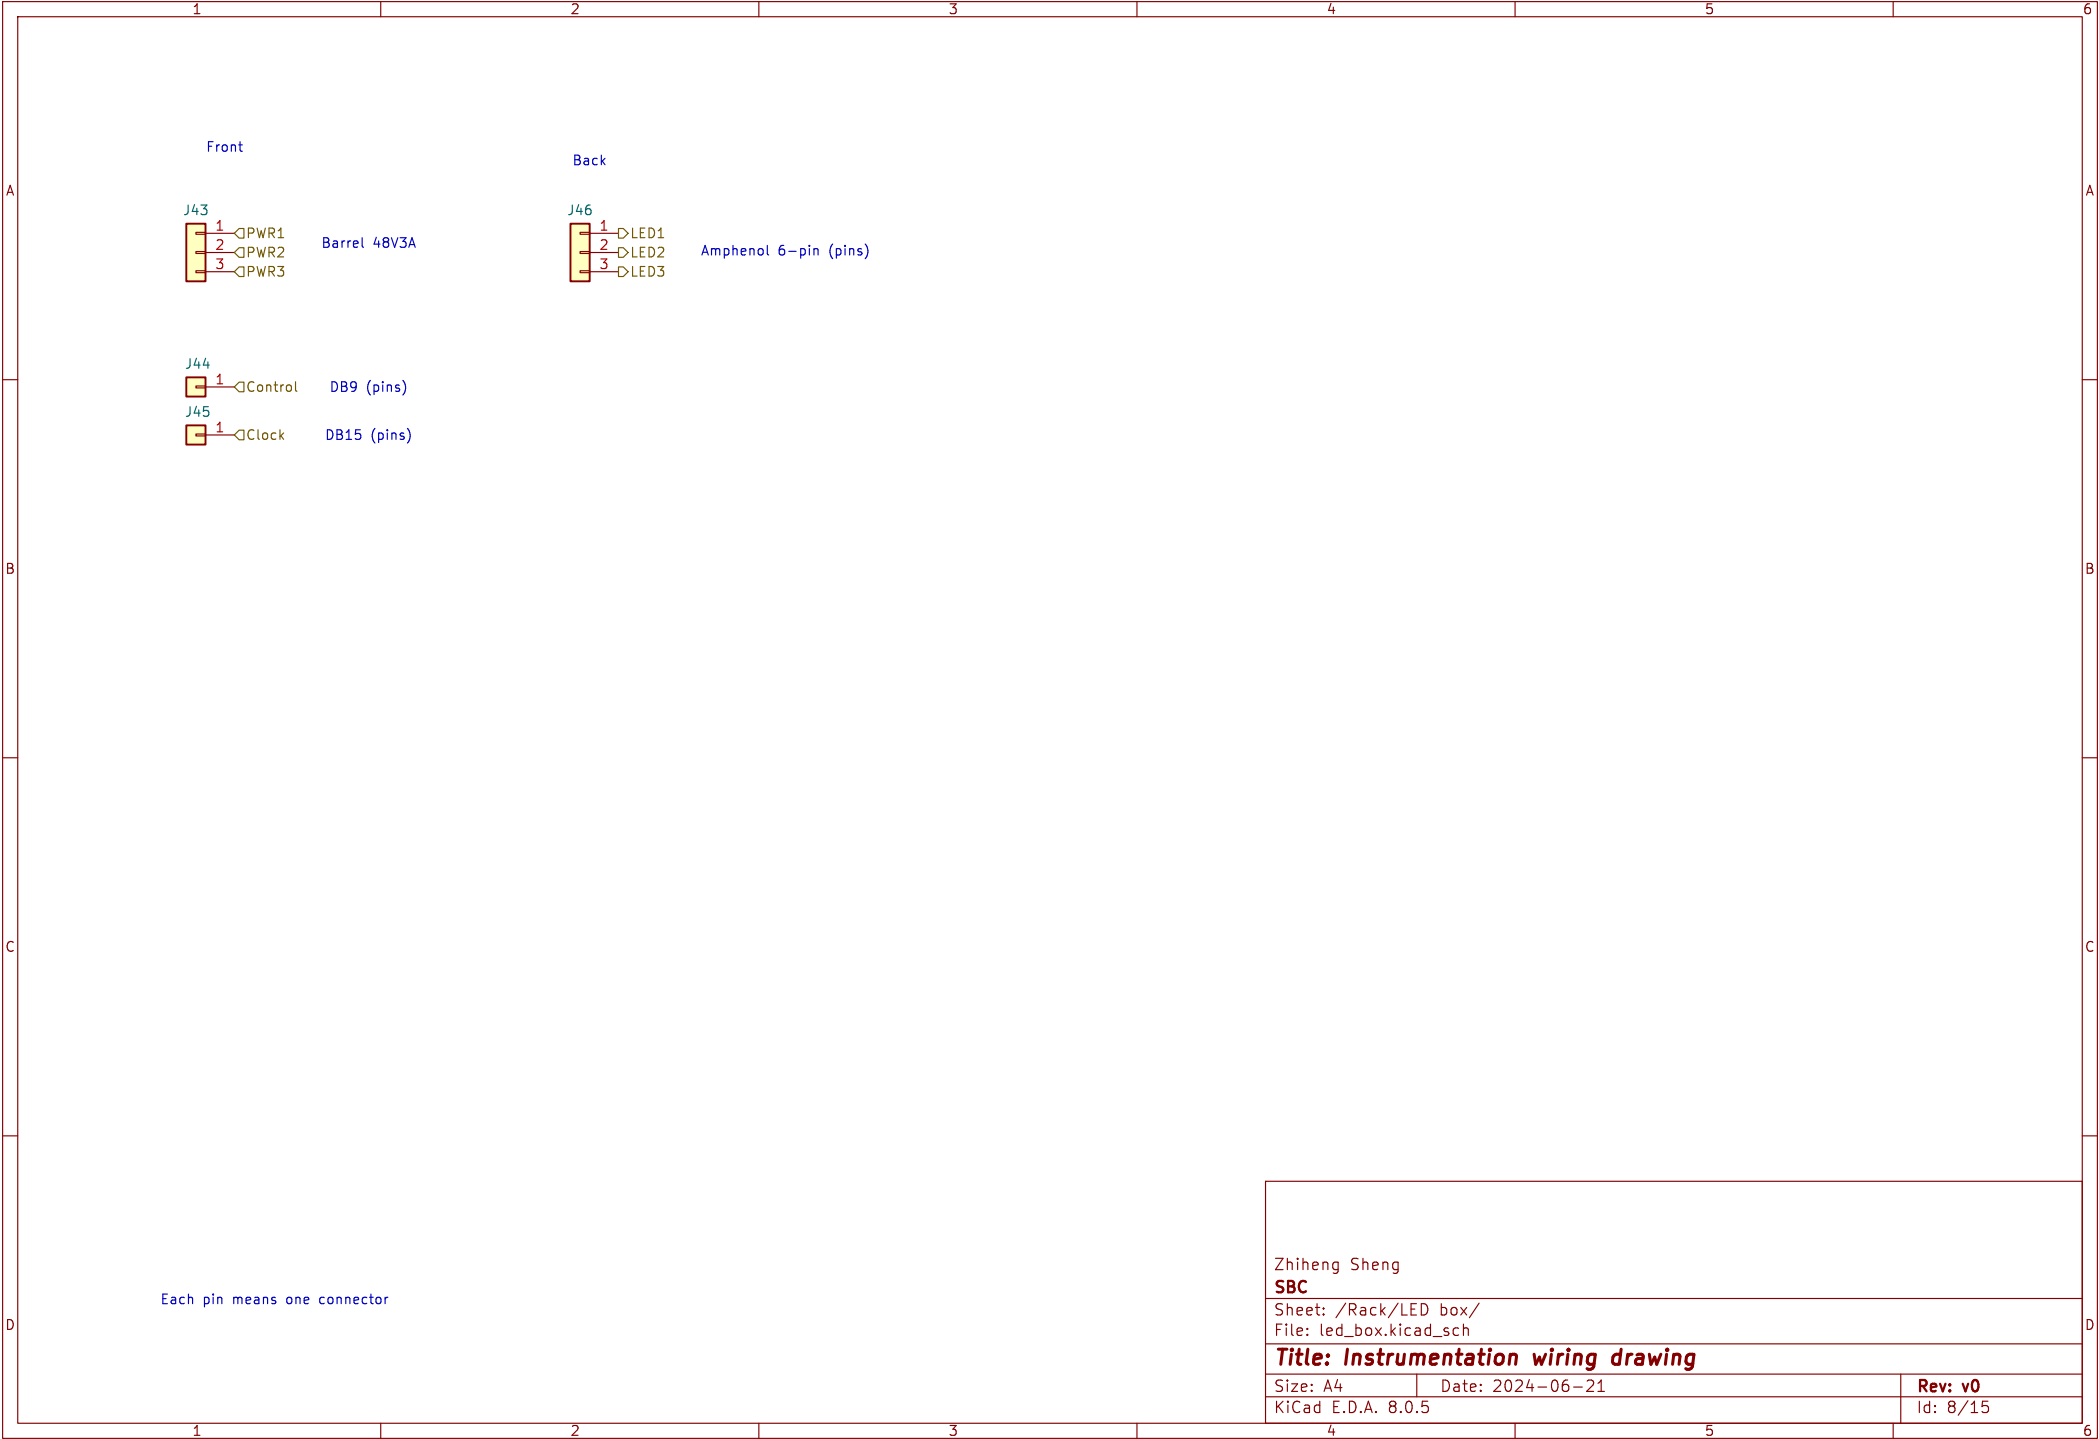 1 2 3 4 5 6
Front
Back
A A
J43
1 PWR1
2 PWR2
3 PWR3
Barrel 48V3A
J46
1 LED1
2 LED2
3 LED3
Amphenol 6-pin (pins)
J44
1 Control DB9 (pins)
J45
1 Clock DB15 (pins)
B B
C C
Each pin means one connector
D D
Zhiheng Sheng
SBC
Sheet: /Rack/LED box/
File: led_box.kicad_sch
Title: Instrumentation wiring drawing
Size: A4 Date: 2024-06-21 Rev: v0
KiCad E.D.A. 8.0.5 Id: 8/15
1 2 3 4 5 6